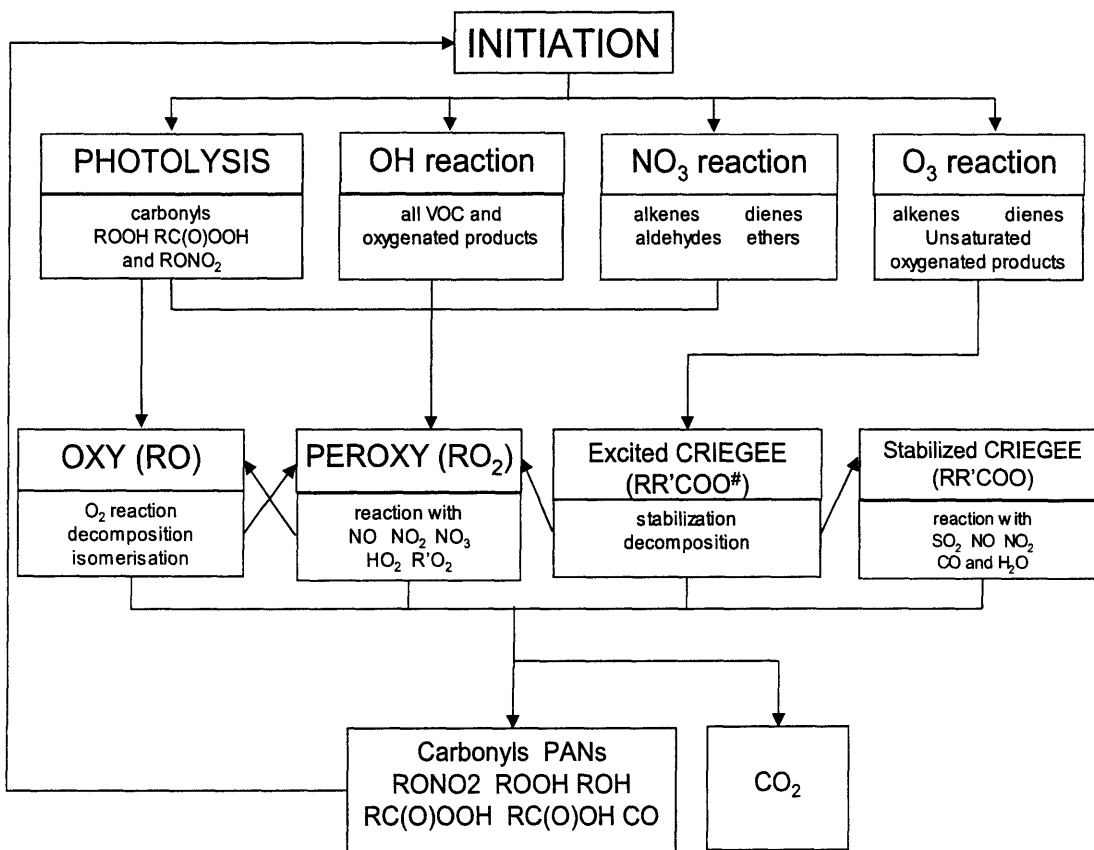 INITIATION
PHOTOLYSIS
carbonyls
ROOH RC(O)OOH
and RONO₂
OH reaction
all VOC and
oxygenated products
NO₃ reaction
alkenes dienes
aldehydes ethers
O₃ reaction
alkenes dienes
Unsaturated
oxygenated products
OXY (RO)
O₂ reaction
decomposition
isomerisation
PEROXY (RO₂)
reaction with
NO NO₂ NO₃
HO₂ R'O₂
Excited CRIEGEE
(RR'COO#)
stabilization
decomposition
Stabilized CRIEGEE
(RR'COO)
reaction with
SO₂ NO NO₂
CO and H₂O
Carbonyls PANs
RONO2 ROOH ROH
RC(O)OOH RC(O)OH CO
CO₂